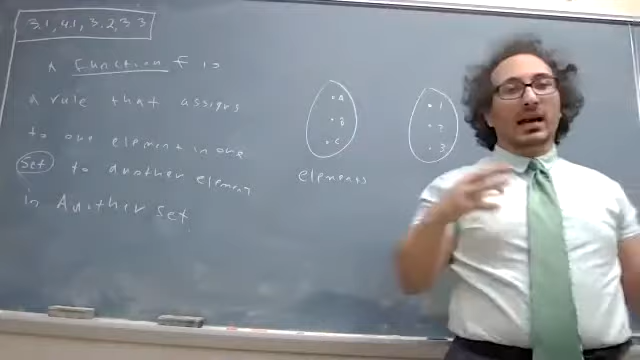 3.1, 4.1, 3.2, 3.3
A Function f is
a rule that assigns
to one element in one
Set to another element
in Another Set.
A
B
C
1
2
3
elements